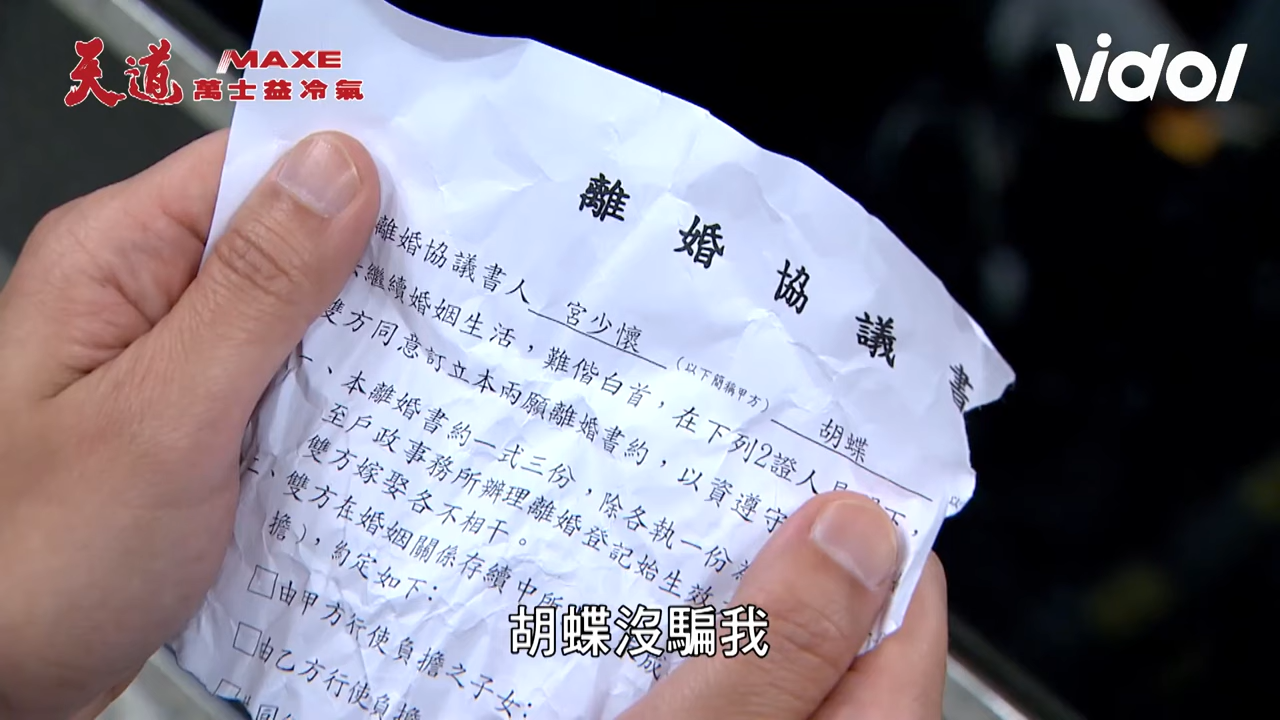 天道
MAXE
萬士益冷氣
Vidol
離婚協議書
離婚協議書人 宮少懷 (以下簡稱甲方) 胡蝶
繼續婚姻生活，難偕白首，在下列2證人
雙方同意訂立本兩願離婚書約，以資遵守
一、本離婚書約一式三份，除各執一份
至戶政事務所辦理離婚登記始生效
雙方嫁娶各不相干。
、雙方在婚姻關係存續中所
擔)，約定如下：
□由甲方行使負擔之子女：
□由乙方行使負擔
胡蝶沒騙我